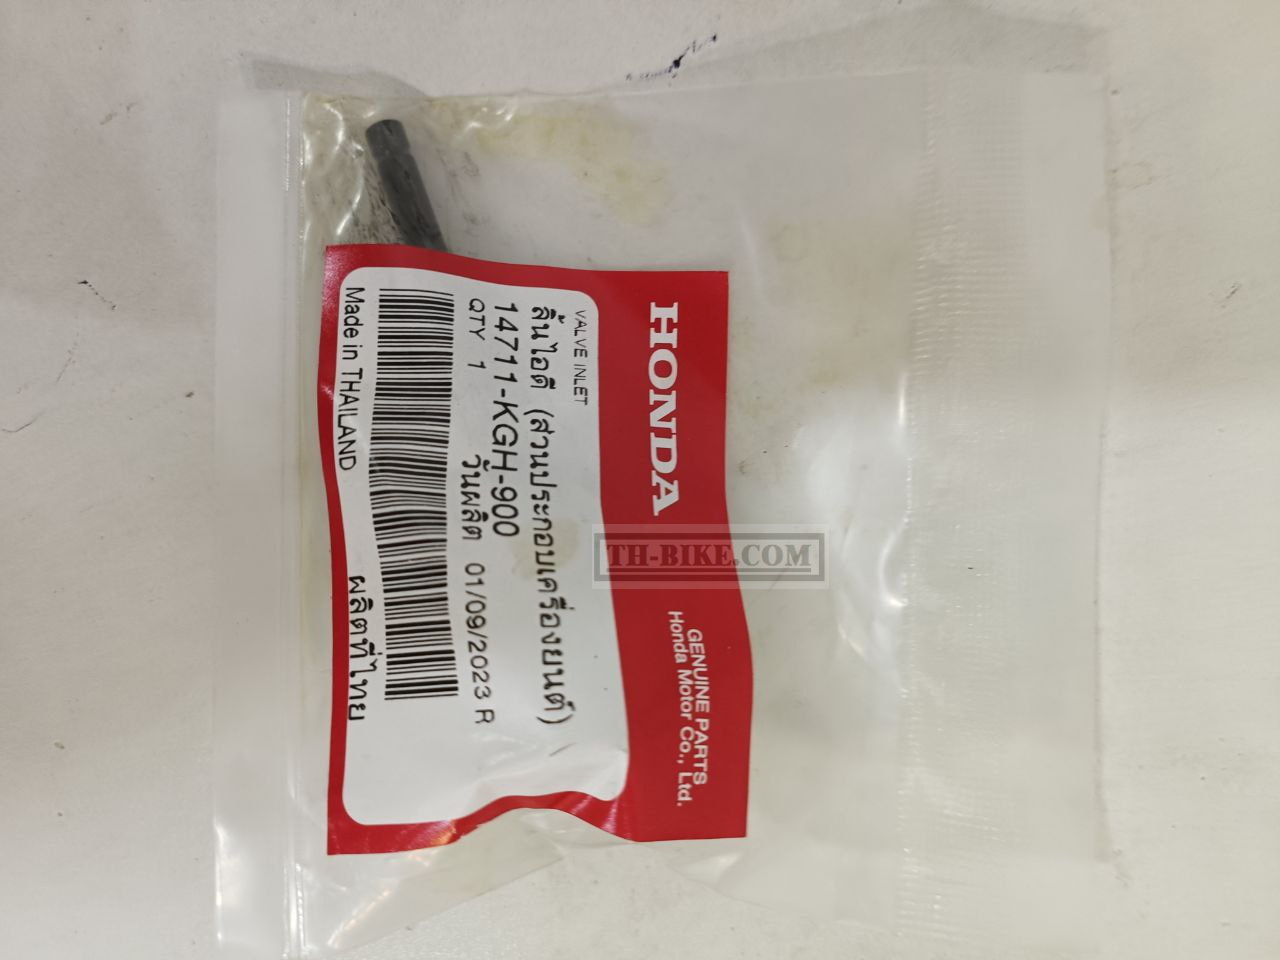 HONDA
GENUINE PARTS
Honda Motor Co., Ltd.
VALVE INLET
ลิ้นไอดี (ส่วนประกอบเครื่องยนต์)
14711-KGH-900
QTY 1
วันผลิต 01/09/2023 R
Made in THAILAND
ผลิตที่ไทย
TH-BIKE.COM